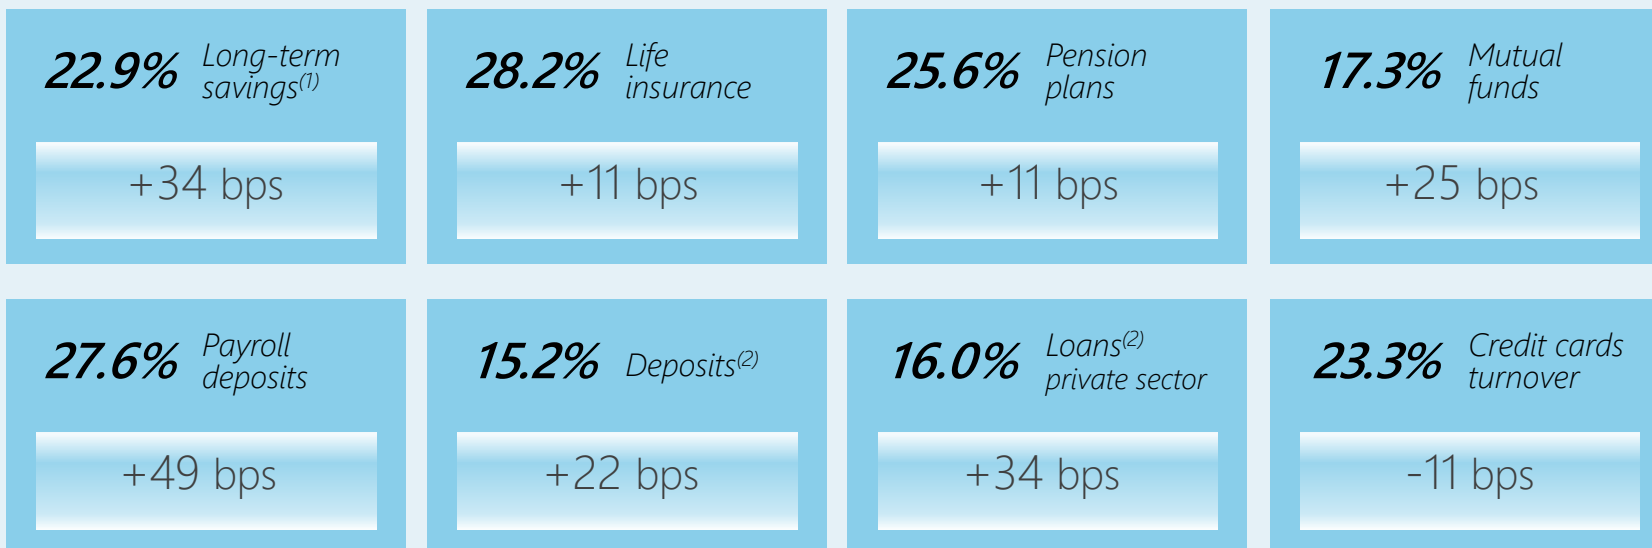 22.9% Long-term
savings(1)
+34 bps
28.2% Life
insurance
+11 bps
25.6% Pension
plans
+11 bps
17.3% Mutual
funds
+25 bps
27.6% Payroll
deposits
+49 bps
15.2% Deposits(2)
+22 bps
16.0% Loans(2)
private sector
+34 bps
23.3% Credit cards
turnover
-11 bps